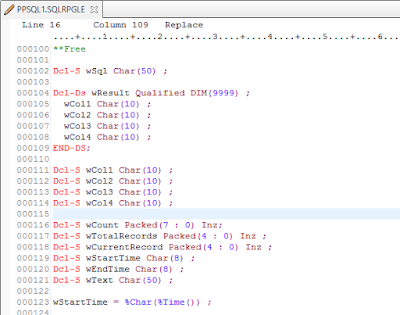 PPSQL1.SQLRPGLE
Line 16 Column 109 Replace
....+....1....+....2....+....3....+....4....+....5....+....6...
000100 **Free
000101
000102 Dcl-S wSql Char(50) ;
000103
000104 Dcl-Ds wResult Qualified DIM(9999) ;
000105 wCol1 Char(10) ;
000106 wCol2 Char(10) ;
000107 wCol3 Char(10) ;
000108 wCol4 Char(10) ;
000109 END-DS;
000110
000111 Dcl-S wCol1 Char(10) ;
000112 Dcl-S wCol2 Char(10) ;
000113 Dcl-S wCol3 Char(10) ;
000114 Dcl-S wCol4 Char(10) ;
000115
000116 Dcl-S wCount Packed(7 : 0) Inz;
000117 Dcl-S wTotalRecords Packed(4 : 0) Inz ;
000118 Dcl-S wCurrentRecord Packed(4: 0) Inz ;
000119 Dcl-S wStartTime Char(8) ;
000120 Dcl-S wEndTime Char(8) ;
000121 Dcl-S wText Char(50) ;
000122
000123 wStartTime = %Char(%Time()) ;